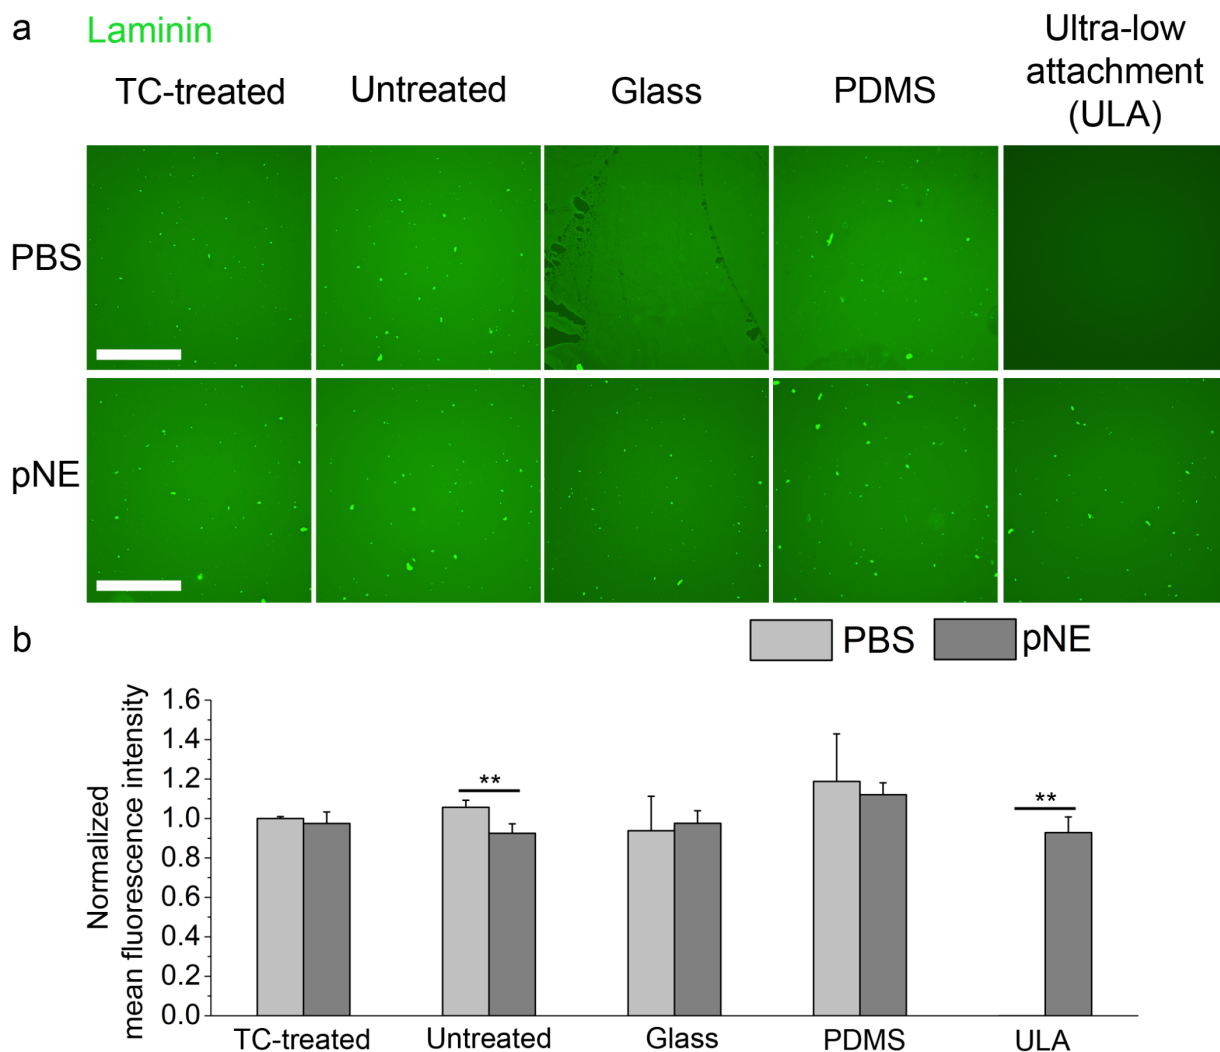 a
Laminin
TC-treated
Untreated
Glass
PDMS
Ultra-low
attachment
(ULA)
PBS
pNE
b
PBS
pNE
Normalized
mean fluorescence intensity
1.6
1.4
1.2
1.0
0.8
0.6
0.4
0.2
0.0
**
**
TC-treated
Untreated
Glass
PDMS
ULA